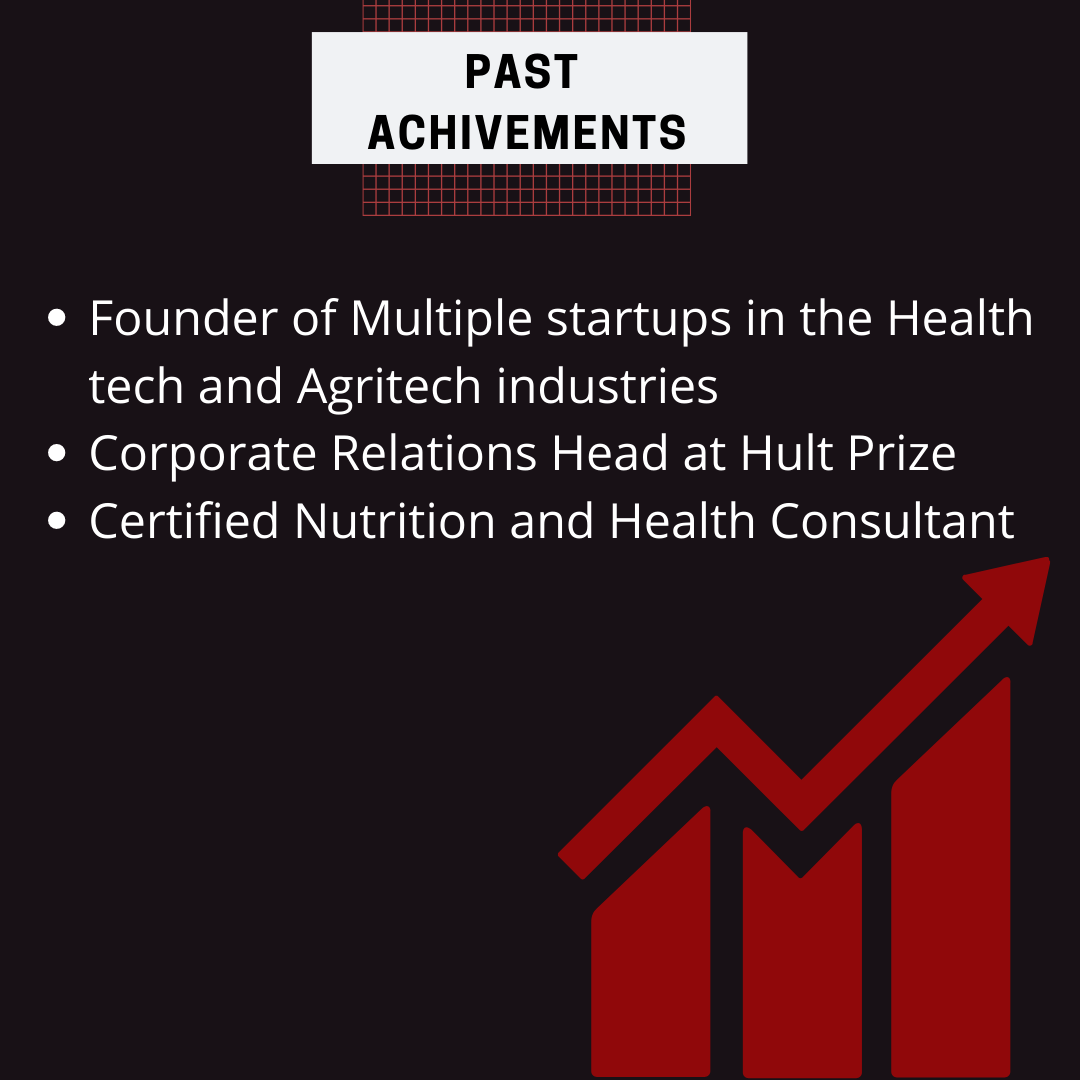 PAST
ACHIVEMENTS
• Founder of Multiple startups in the Health
tech and Agritech industries
• Corporate Relations Head at Hult Prize
• Certified Nutrition and Health Consultant